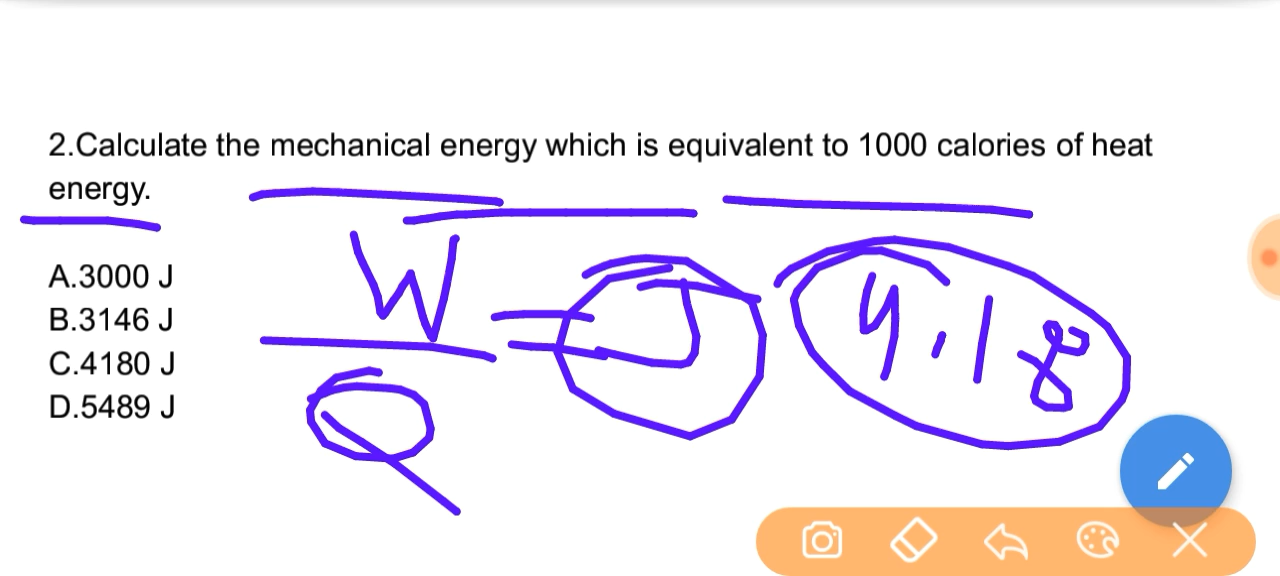 2.Calculate the mechanical energy which is equivalent to 1000 calories of heat
energy.
W
= J 4.18
Q
A.3000 J
B.3146 J
C.4180 J
D.5489 J